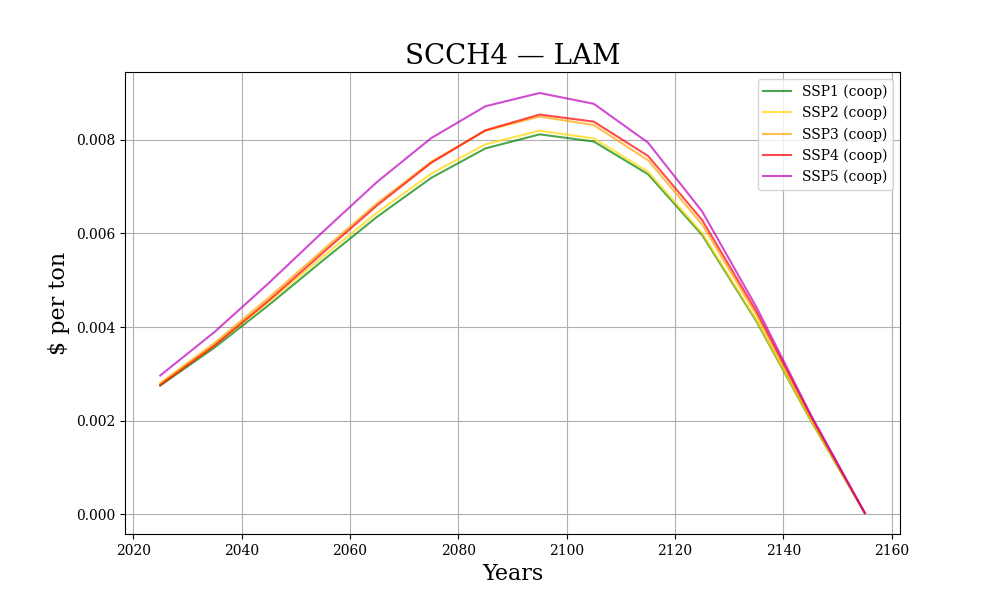 SCCH4 — LAM
SSP1 (coop)
SSP2 (coop)
SSP3 (coop)
SSP4 (coop)
SSP5 (coop)
$ per ton
0.008
0.006
0.004
0.002
0.000
2020 2040 2060 2080 2100 2120 2140 2160
Years